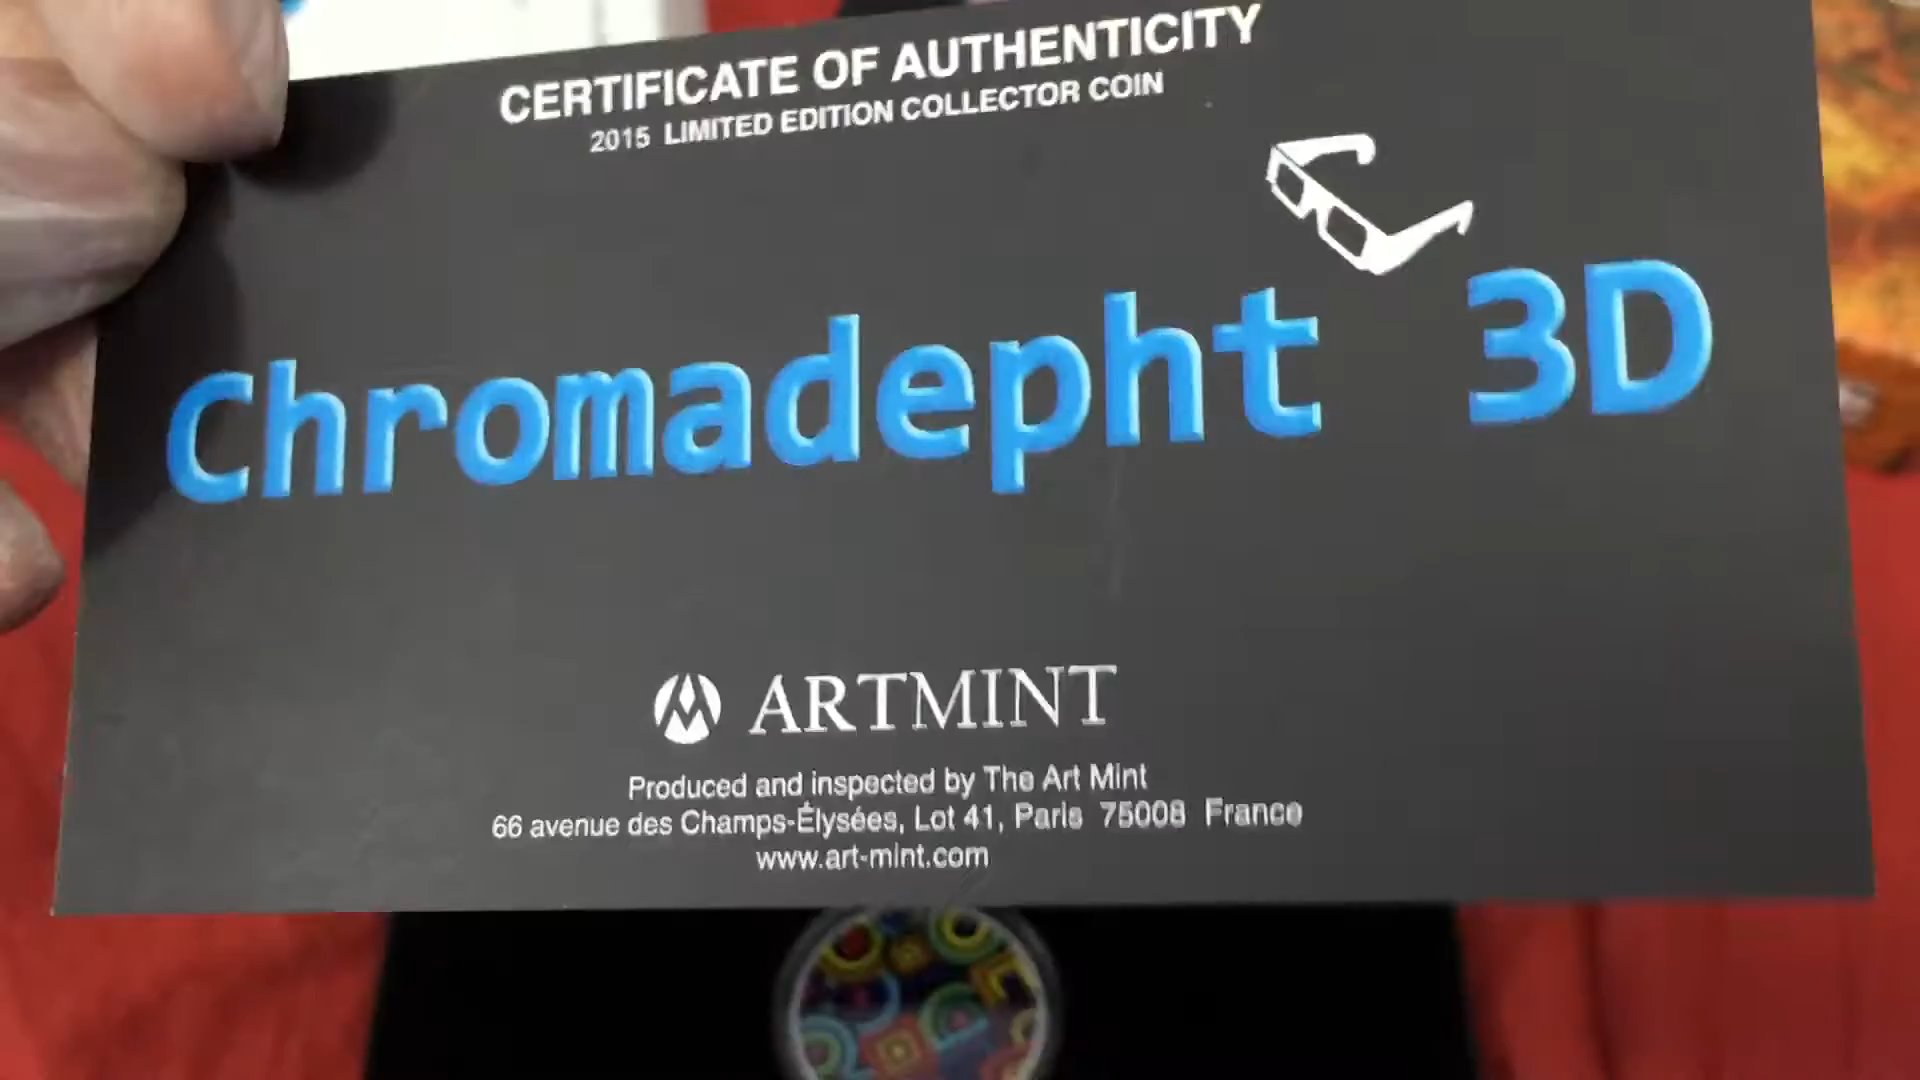 CERTIFICATE OF AUTHENTICITY
2015 LIMITED EDITION COLLECTOR COIN
Chromadepht 3D
ARTMINT
Produced and inspected by The Art Mint
66 avenue des Champs-Élysées, Lot 41, Paris 75008 France
www.art-mint.com